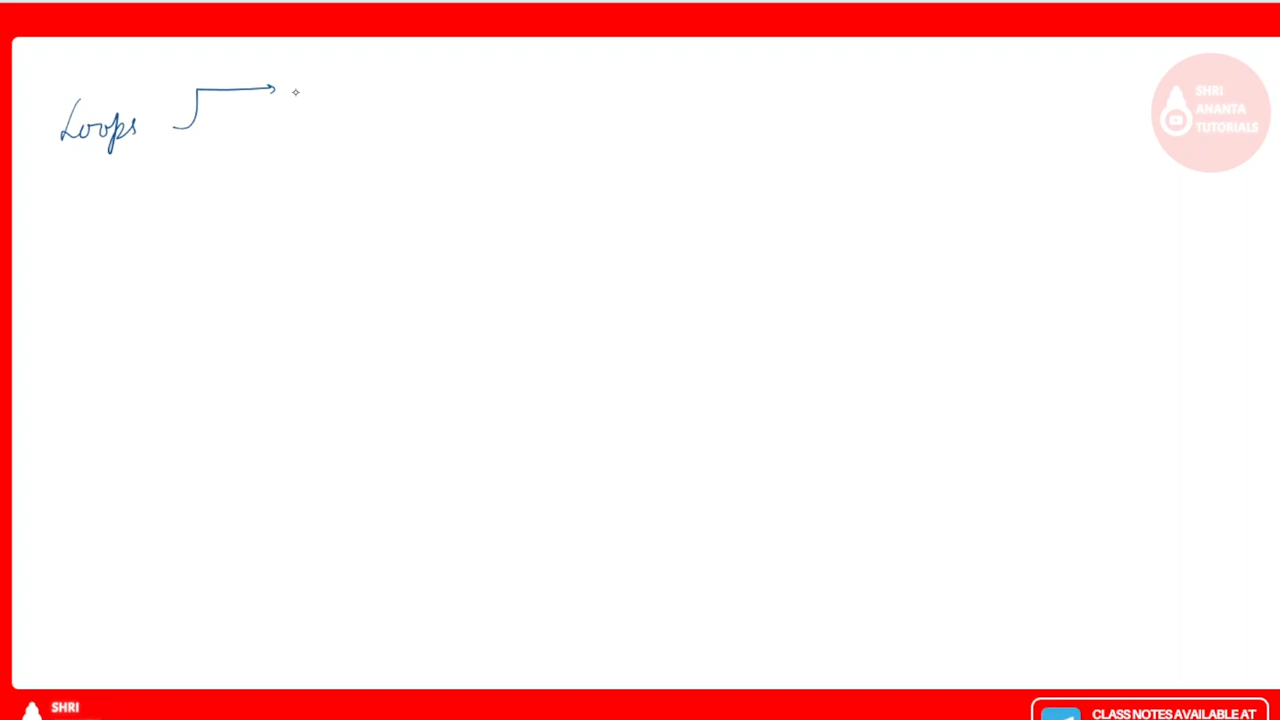 Loops
SHRI
ANANTA
TUTORIALS
SHRI
CLASS NOTES AVAILABLE AT